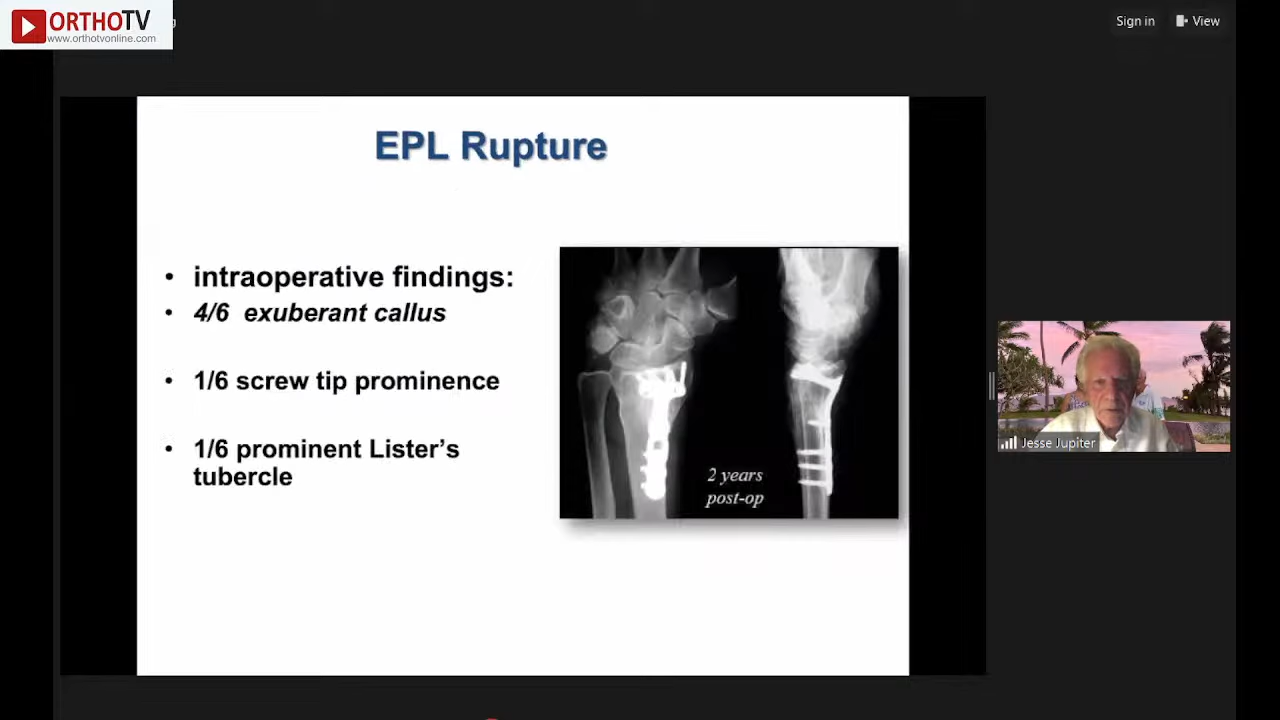 ORTHOTV
www.orthotvonline.com
Sign in
View
EPL Rupture
• intraoperative findings:
• 4/6 exuberant callus
• 1/6 screw tip prominence
• 1/6 prominent Lister’s
tubercle
2 years
post-op
Jesse Jupiter